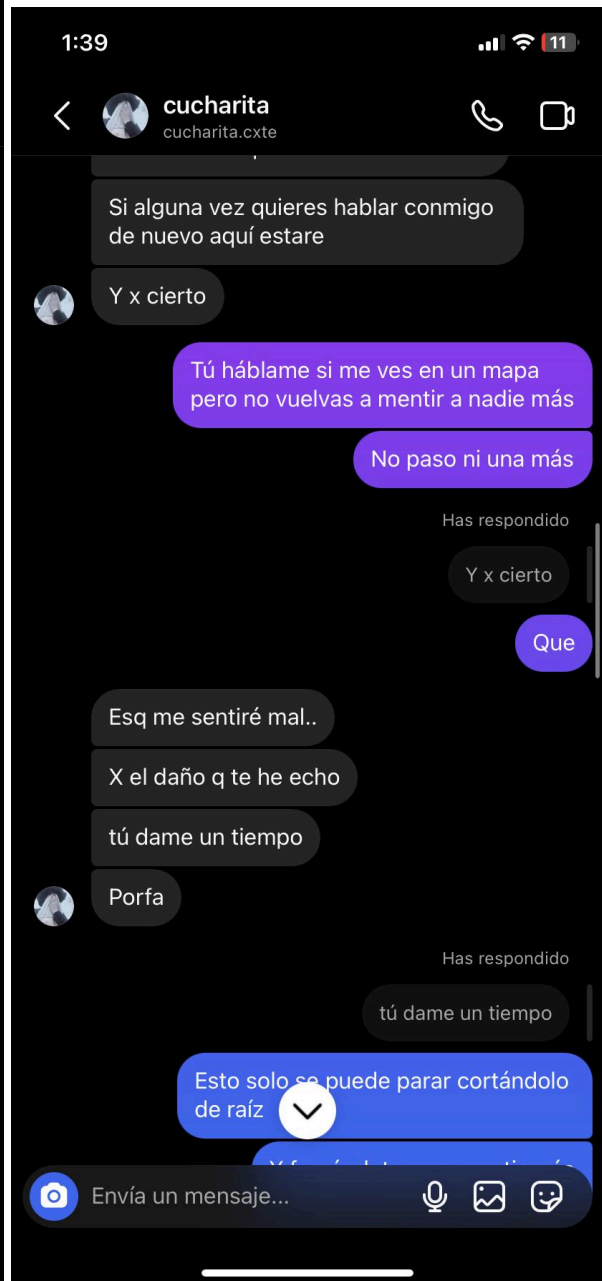 1:39
11
cucharita
cucharita.cxte
Si alguna vez quieres hablar conmigo
de nuevo aquí estare
Y x cierto
Tú háblame si me ves en un mapa
pero no vuelvas a mentir a nadie más
No paso ni una más
Has respondido
Y x cierto
Que
Esq me sentiré mal..
X el daño q te he echo
tú dame un tiempo
Porfa
Has respondido
tú dame un tiempo
Esto solo se puede parar cortándolo
de raíz
Envía un mensaje...